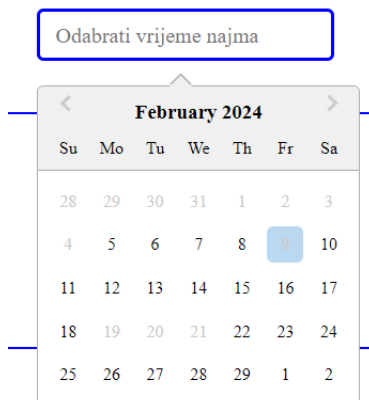 Odabrati vrijeme najma
February 2024
Su Mo Tu We Th Fr Sa
28 29 30 31 1 2 3
4 5 6 7 8 9 10
11 12 13 14 15 16 17
18 19 20 21 22 23 24
25 26 27 28 29 1 2